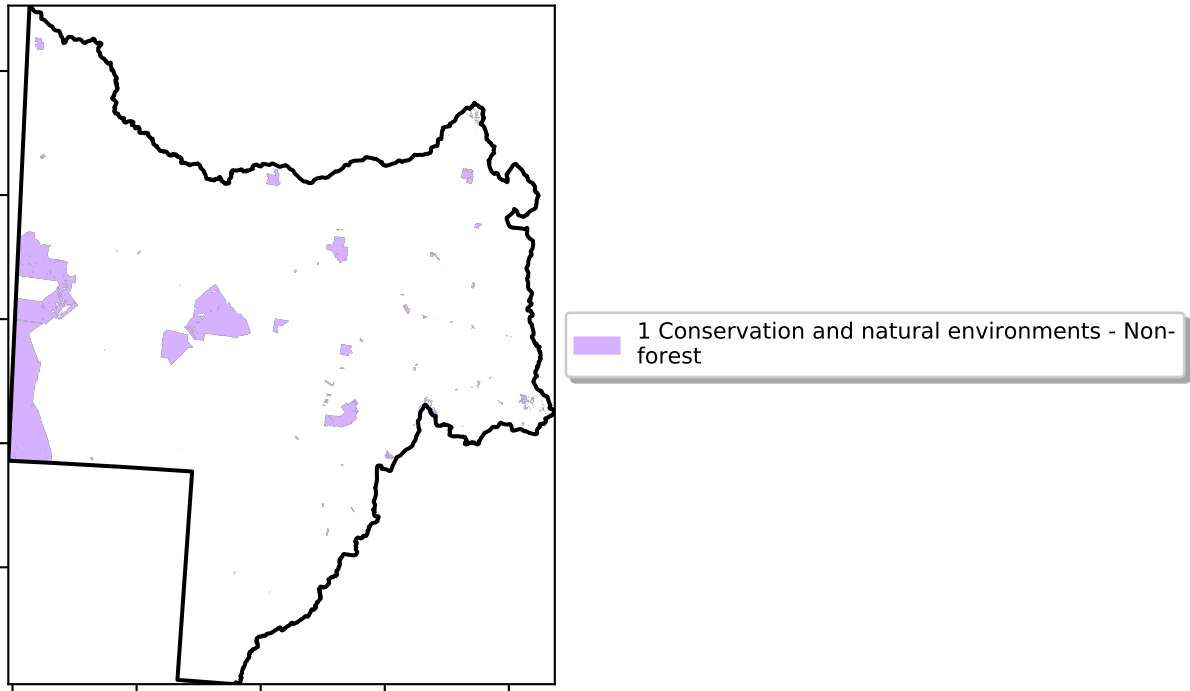 1 Conservation and natural environments - Non-
forest